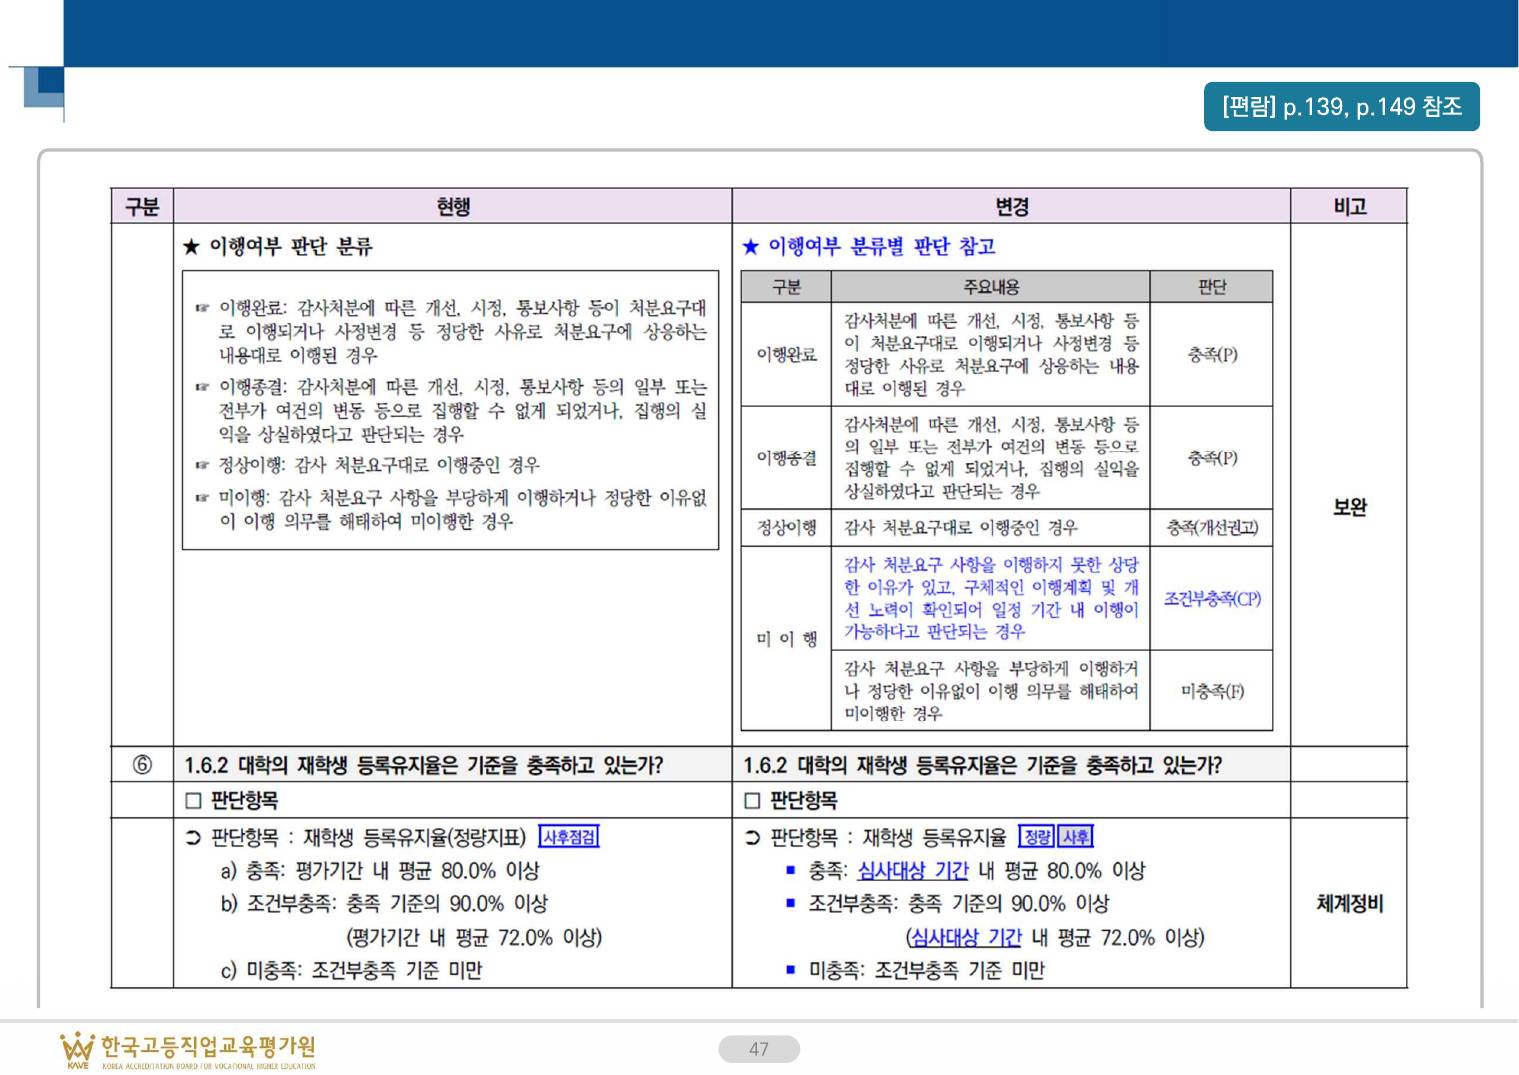 [편람] p.139, p.149 참조
구분 현행 변경 비고
★ 이행여부 판단 분류
☞ 이행완료: 감사처분에 따른 개선, 시정, 통보사항 등이 처분요구대
로 이행되거나 사정변경 등 정당한 사유로 처분요구에 상응하는
내용대로 이행된 경우
☞ 이행종결: 감사처분에 따른 개선, 시정, 통보사항 등의 일부 또는
전부가 여건의 변동 등으로 집행할 수 없게 되었거나, 집행의 실
익을 상실하였다고 판단되는 경우
☞ 정상이행: 감사 처분요구대로 이행중인 경우
☞ 미이행: 감사 처분요구 사항을 부당하게 이행하거나 정당한 이유없
이 이행 의무를 해태하여 미이행한 경우
★ 이행여부 분류별 판단 참고
구분 주요내용 판단
이행완료
감사처분에 따른 개선, 시정, 통보사항 등
이 처분요구대로 이행되거나 사정변경 등
정당한 사유로 처분요구에 상응하는 내용
대로 이행된 경우
충족(P)
이행종결
감사처분에 따른 개선, 시정, 통보사항 등
의 일부 또는 전부가 여건의 변동 등으로
집행할 수 없게 되었거나, 집행의 실익을
상실하였다고 판단되는 경우
충족(P)
정상이행 감사 처분요구대로 이행중인 경우 충족(개선권고)
미 이 행
감사 처분요구 사항을 이행하지 못한 상당
한 이유가 있고, 구체적인 이행계획 및 개
선 노력이 확인되어 일정 기간 내 이행이
가능하다고 판단되는 경우
조건부충족(CP)
감사 처분요구 사항을 부당하게 이행하거
나 정당한 이유없이 이행 의무를 해태하여
미이행한 경우
미충족(F)
보완
⑥ 1.6.2 대학의 재학생 등록유지율은 기준을 충족하고 있는가? 1.6.2 대학의 재학생 등록유지율은 기준을 충족하고 있는가?
□ 판단항목 □ 판단항목
➲ 판단항목 : 재학생 등록유지율(정량지표) 사후점검
a) 충족: 평가기간 내 평균 80.0% 이상
b) 조건부충족: 충족 기준의 90.0% 이상
(평가기간 내 평균 72.0% 이상)
c) 미충족: 조건부충족 기준 미만
➲ 판단항목 : 재학생 등록유지율 정량 사후
▪ 충족: 심사대상 기간 내 평균 80.0% 이상
▪ 조건부충족: 충족 기준의 90.0% 이상
(심사대상 기간 내 평균 72.0% 이상)
▪ 미충족: 조건부충족 기준 미만
체계정비
KAVE 한국고등직업교육평가원
KOREA ACCREDITATION BOARD FOR VOCATIONAL HIGHER EDUCATION
47